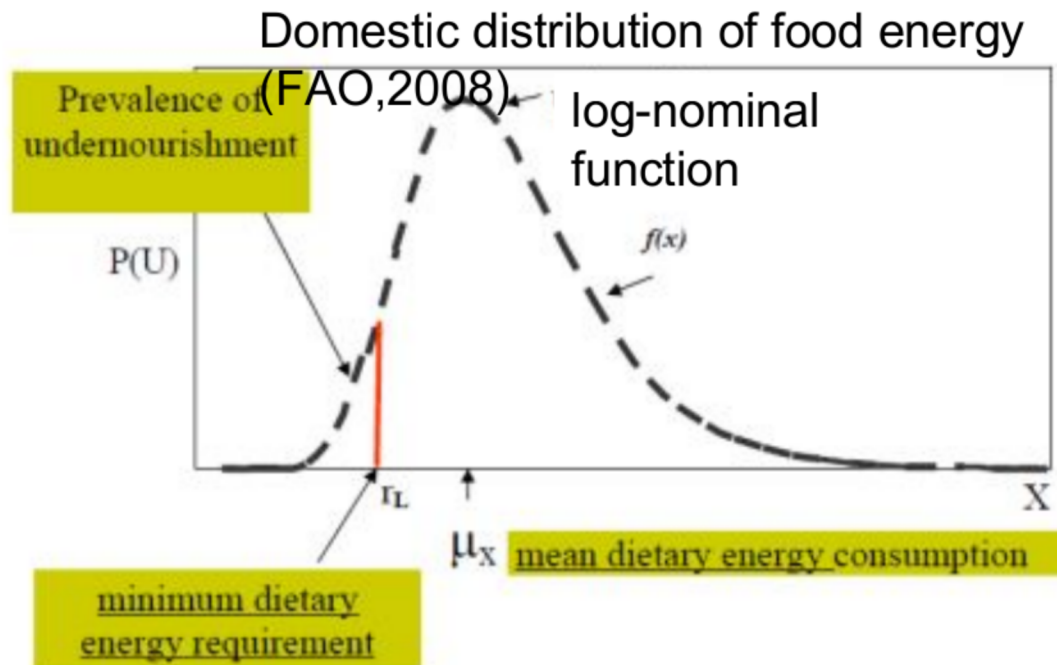 Domestic distribution of food energy
(FAO,2008)
Prevalence of
undernourishment
log-nominal
function
f(x)
P(U)
rL
X
μX mean dietary energy consumption
minimum dietary
energy requirement